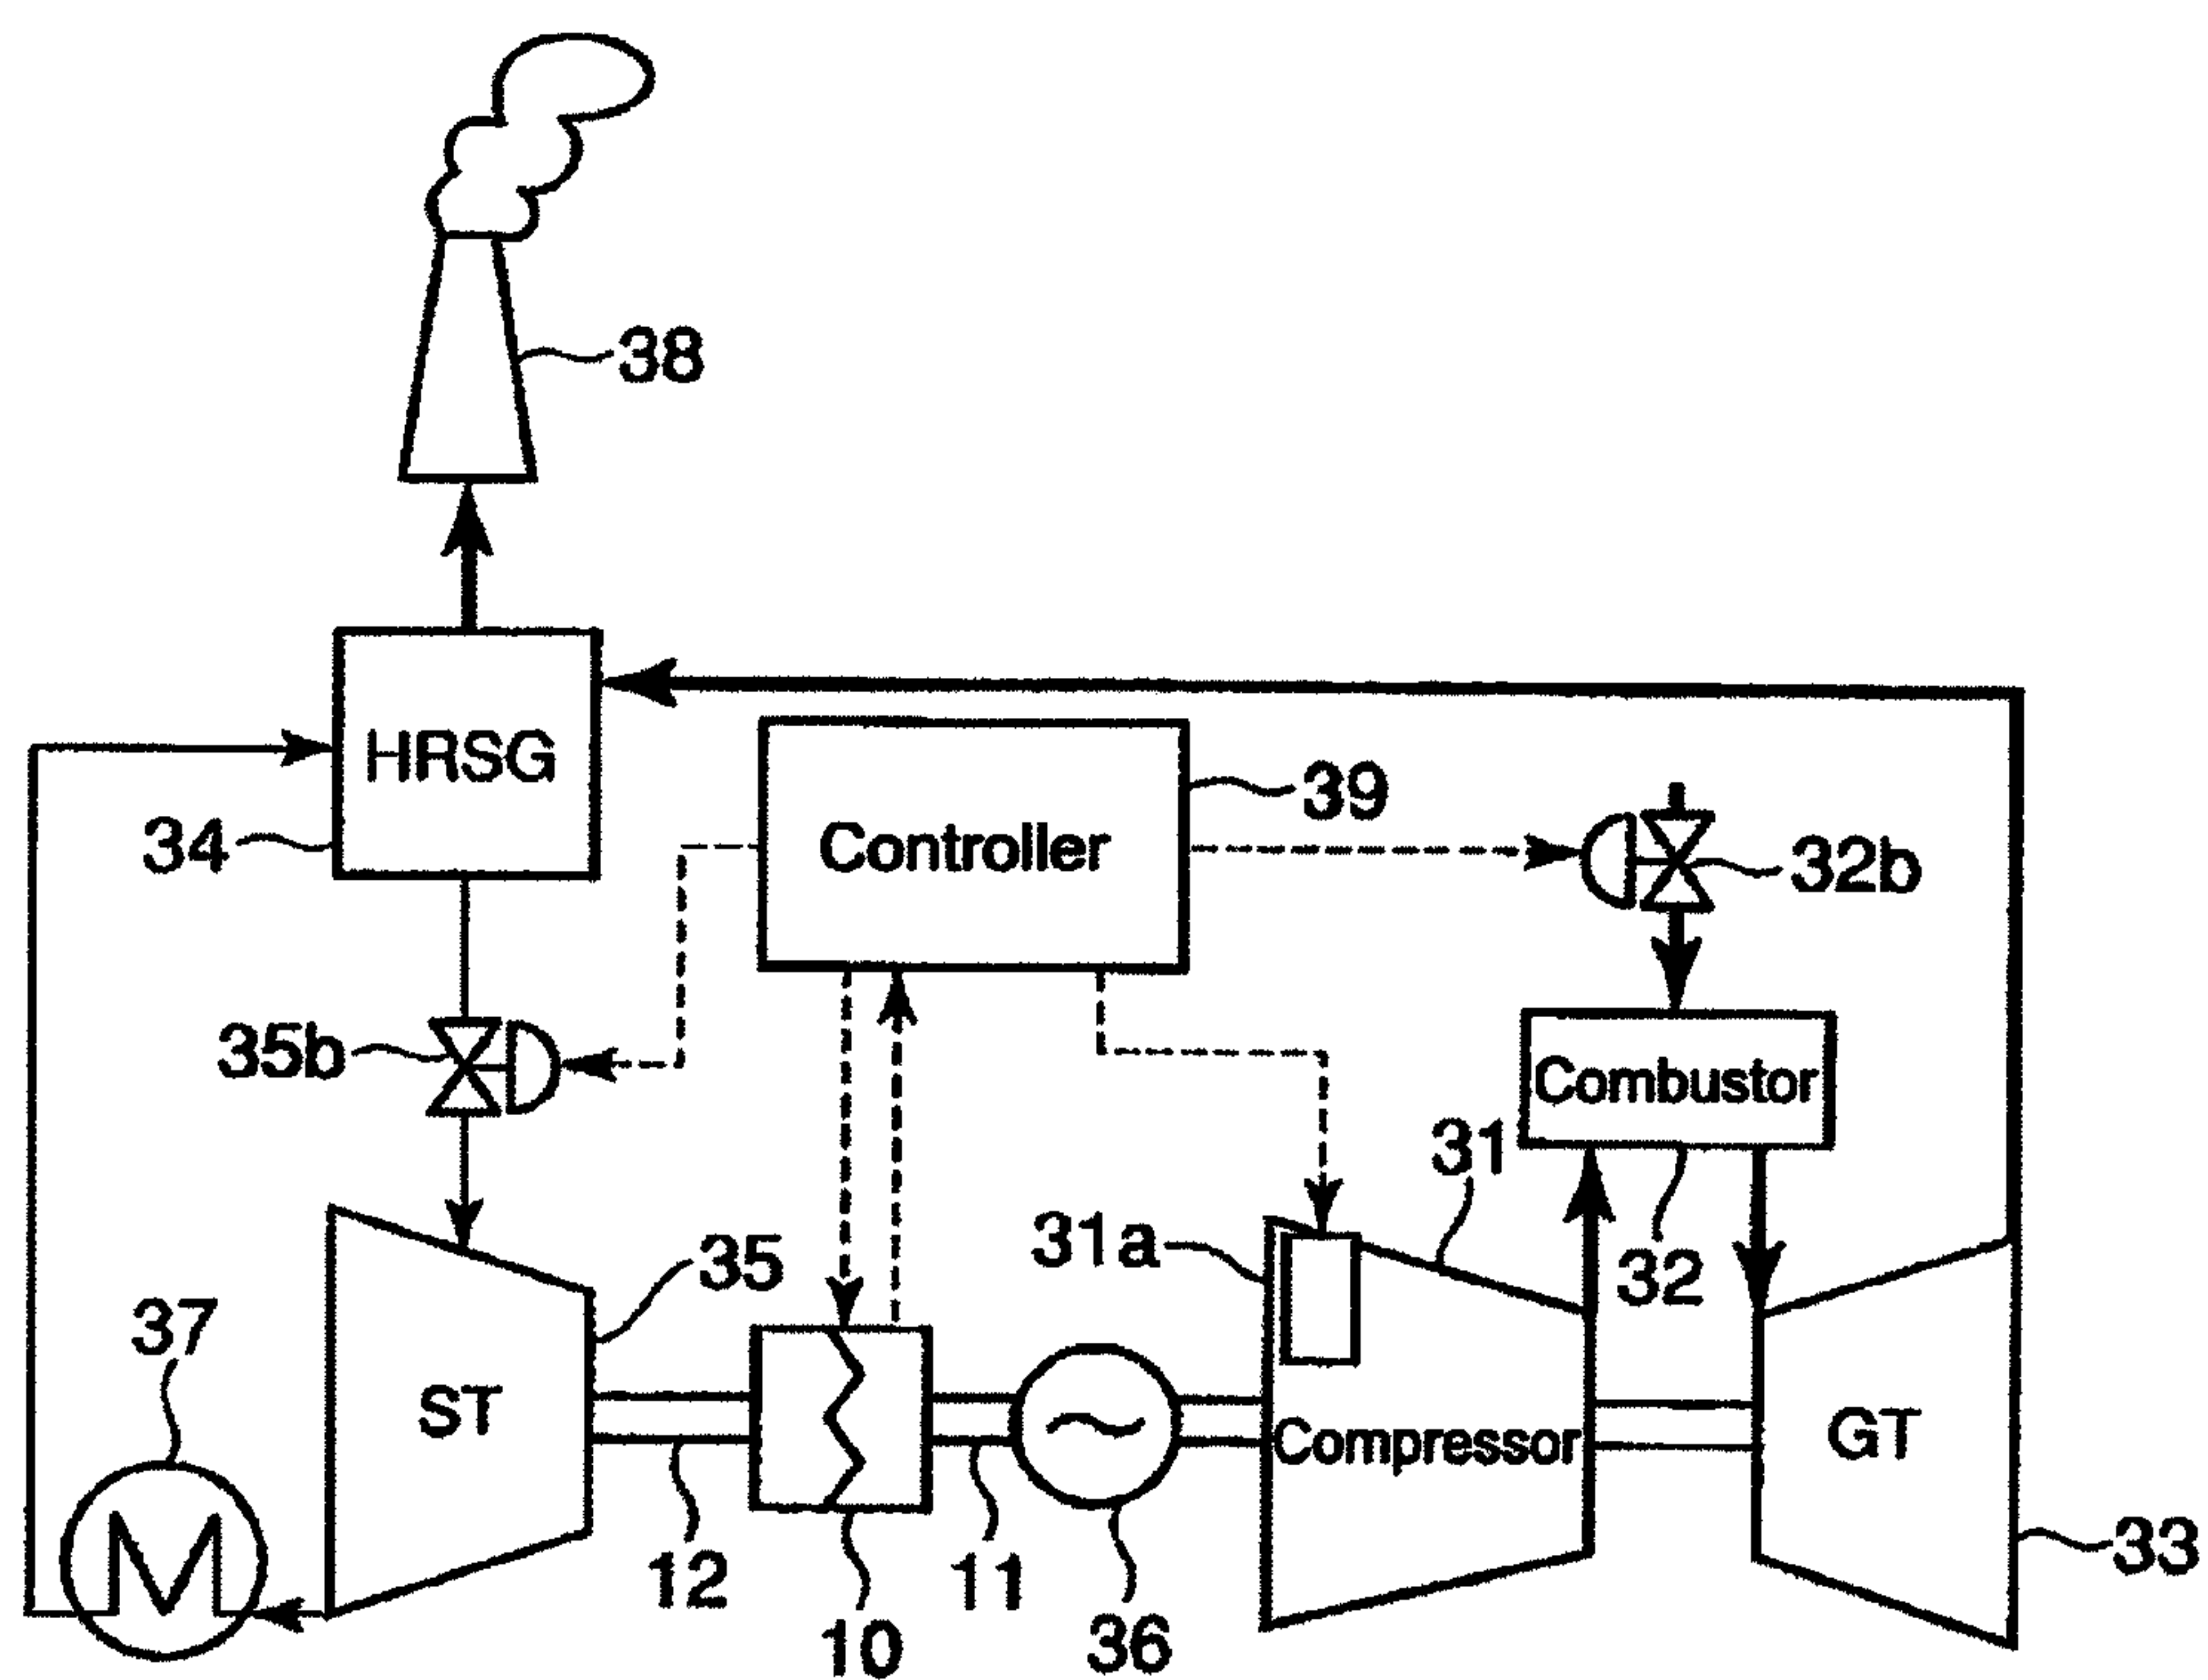 38
HRSG
34
Controller
39
32b
35b
Combustor
31
31a
32
35
37
ST
Compressor
GT
12
11
33
10
36